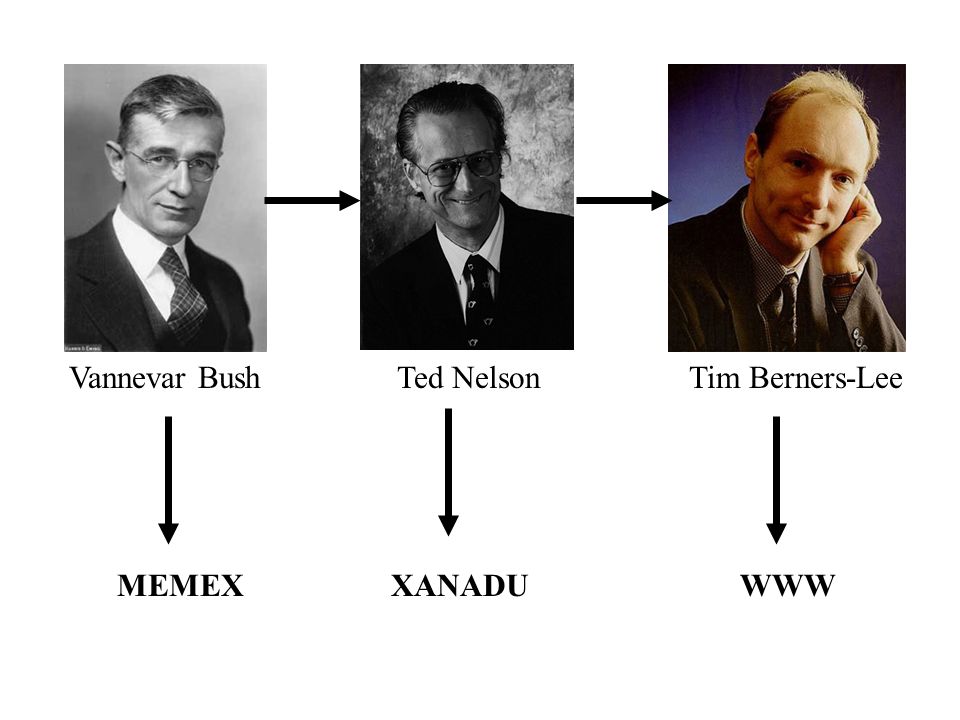 Vannevar Bush
Ted Nelson
Tim Berners-Lee
MEMEX
XANADU
WWW